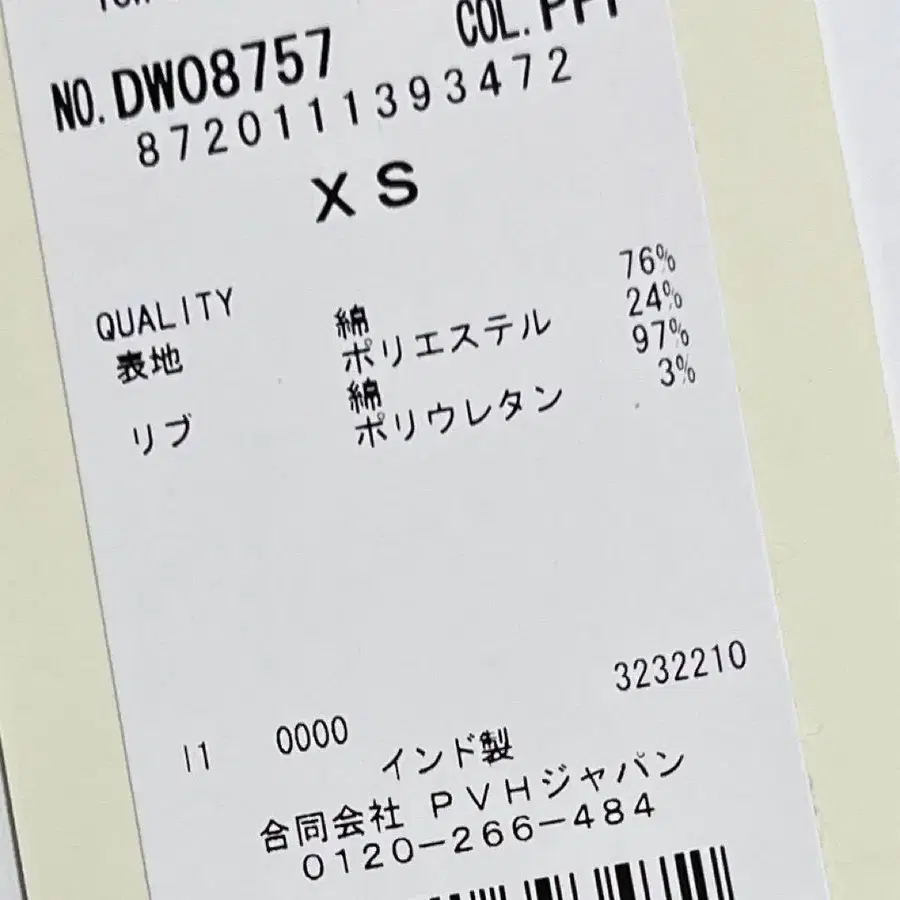 NO. DW08757 COL.
8720111393472
XS
QUALITY 綿 76%
表地 ポリエステル 24%
綿 97%
リブ ポリウレタン 3%
3232210
I1 0000 インド製
合同会社 PVHジャパン
0120-266-484